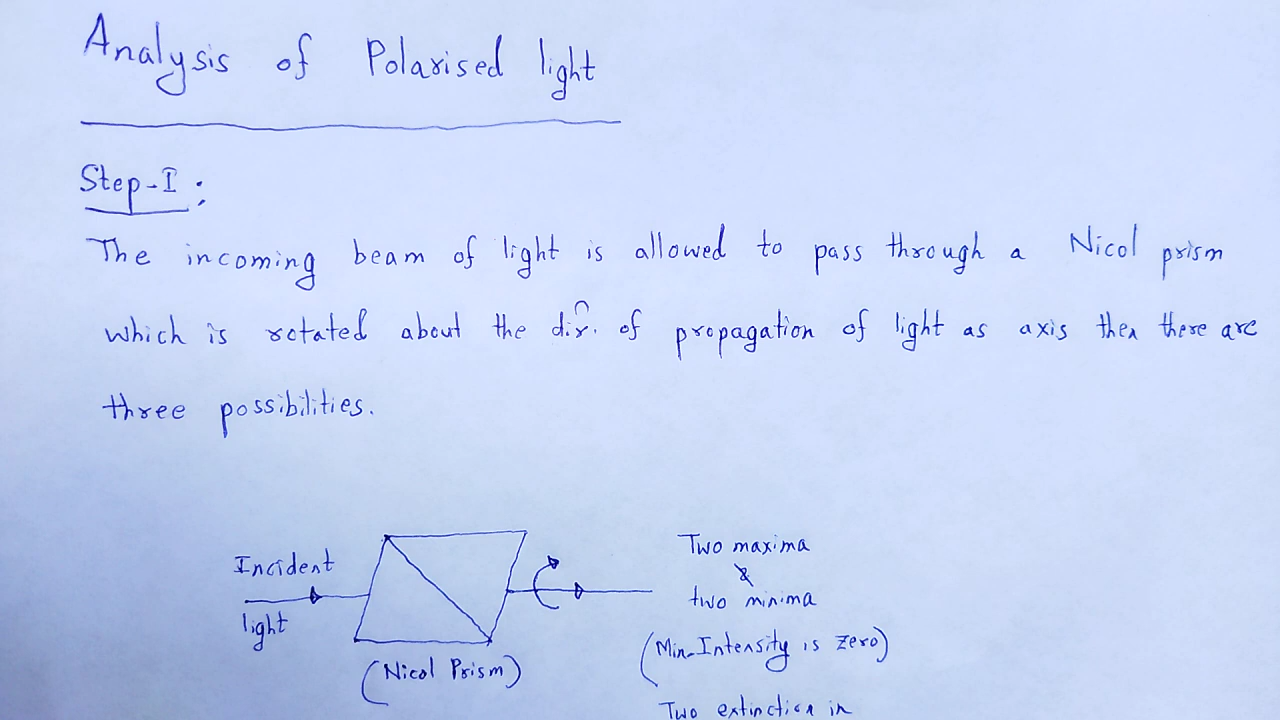 Analysis of Polarised light
Step-I :
The incoming beam of light is allowed to pass through a Nicol prism
which is rotated about the dirn. of propagation of light as axis then there are
three possibilities.
Incident
light
(Nicol Prism)
Two maxima
&
two minima
(Min-Intensity is zero)
Two extinction in